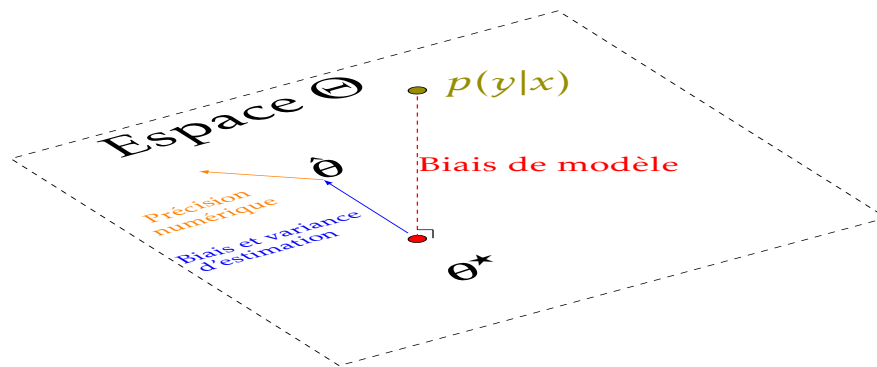 Espace Θ
p(y|x)
Biais de modèle
θ̂
Précision
numérique
Biais et variance
d'estimation
θ★